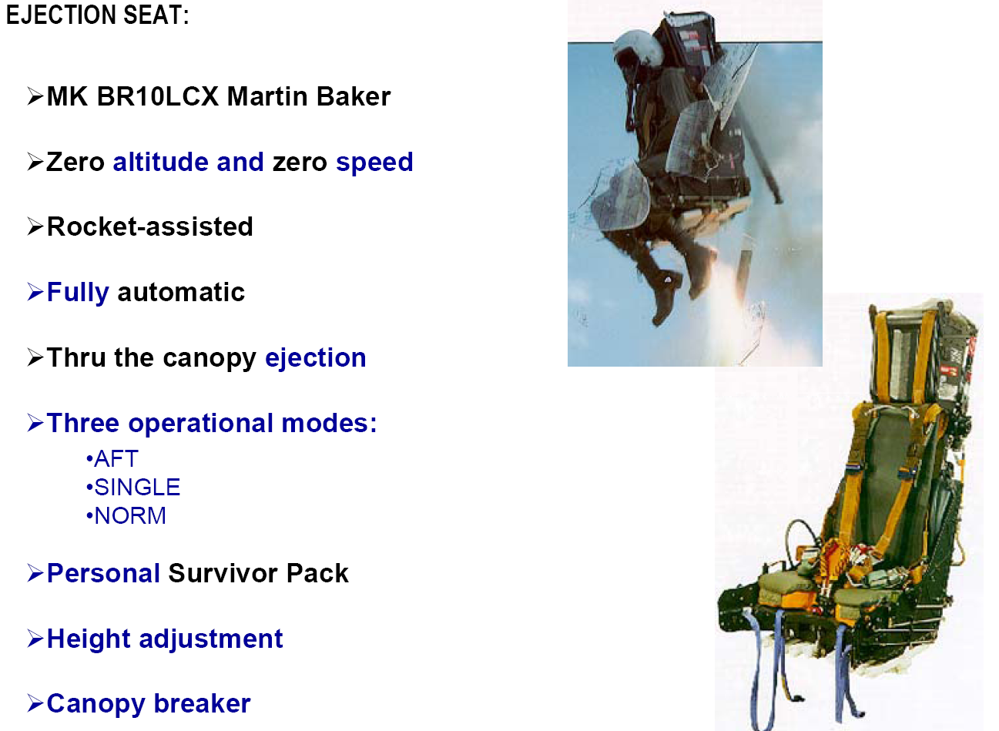 EJECTION SEAT:
➢MK BR10LCX Martin Baker
➢Zero altitude and zero speed
➢Rocket-assisted
➢Fully automatic
➢Thru the canopy ejection
➢Three operational modes:
•AFT
•SINGLE
•NORM
➢Personal Survivor Pack
➢Height adjustment
➢Canopy breaker